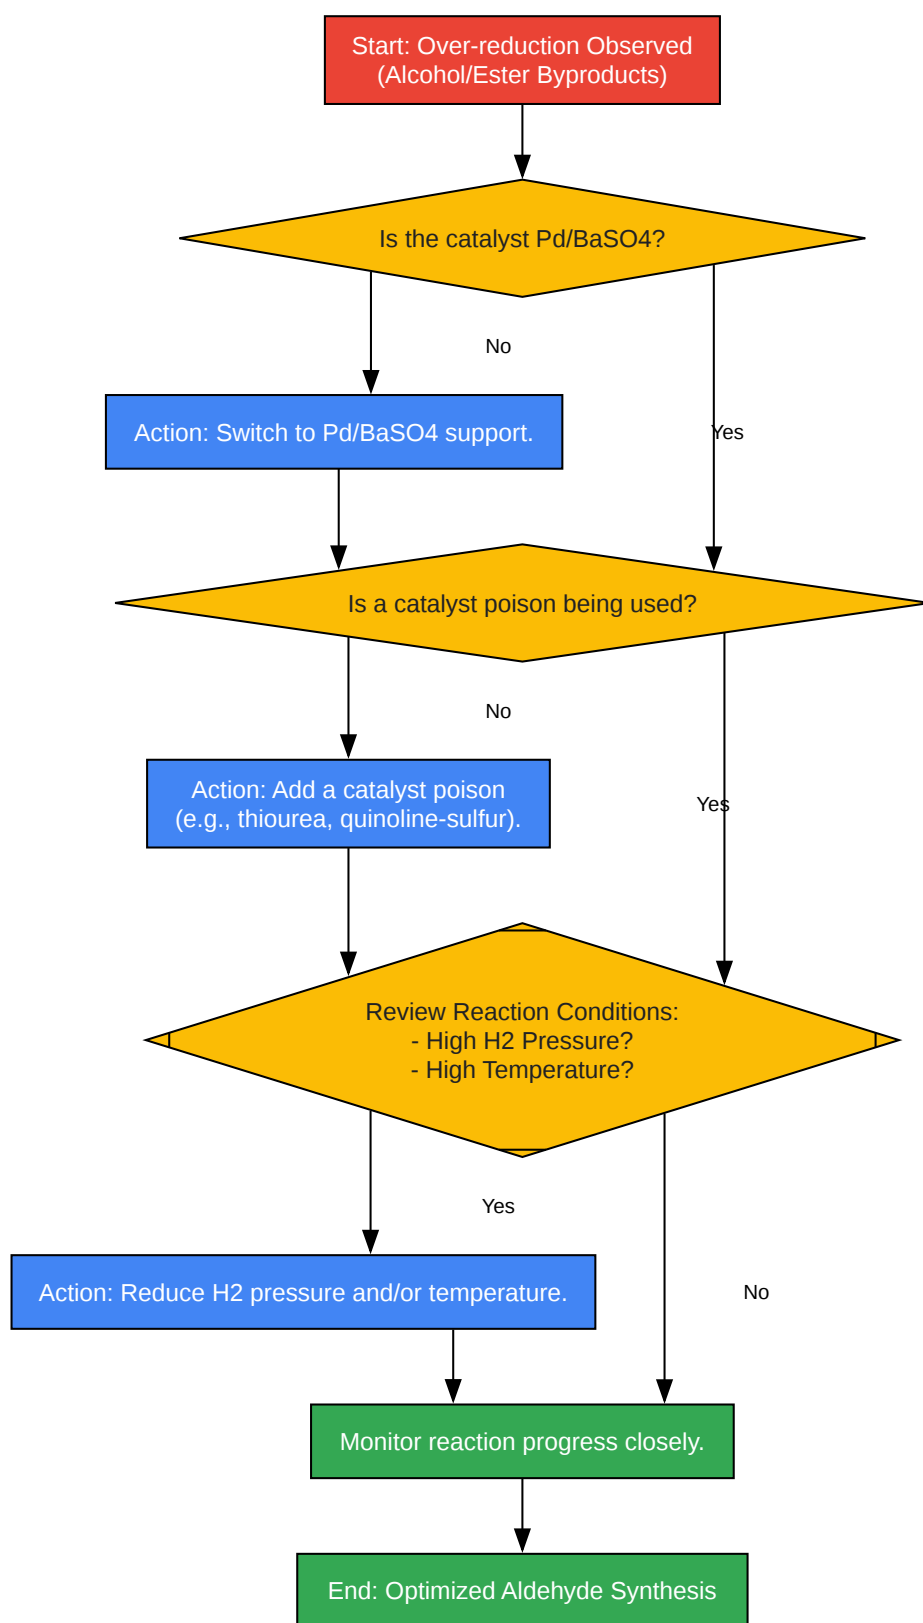 Start: Over-reduction Observed
(Alcohol/Ester Byproducts)
Is the catalyst Pd/BaSO4?
No
Action: Switch to Pd/BaSO4 support.
Yes
Is a catalyst poison being used?
No
Action: Add a catalyst poison
(e.g., thiourea, quinoline-sulfur).
Yes
Review Reaction Conditions:
- High H2 Pressure?
- High Temperature?
Yes
Action: Reduce H2 pressure and/or temperature.
No
Monitor reaction progress closely.
End: Optimized Aldehyde Synthesis